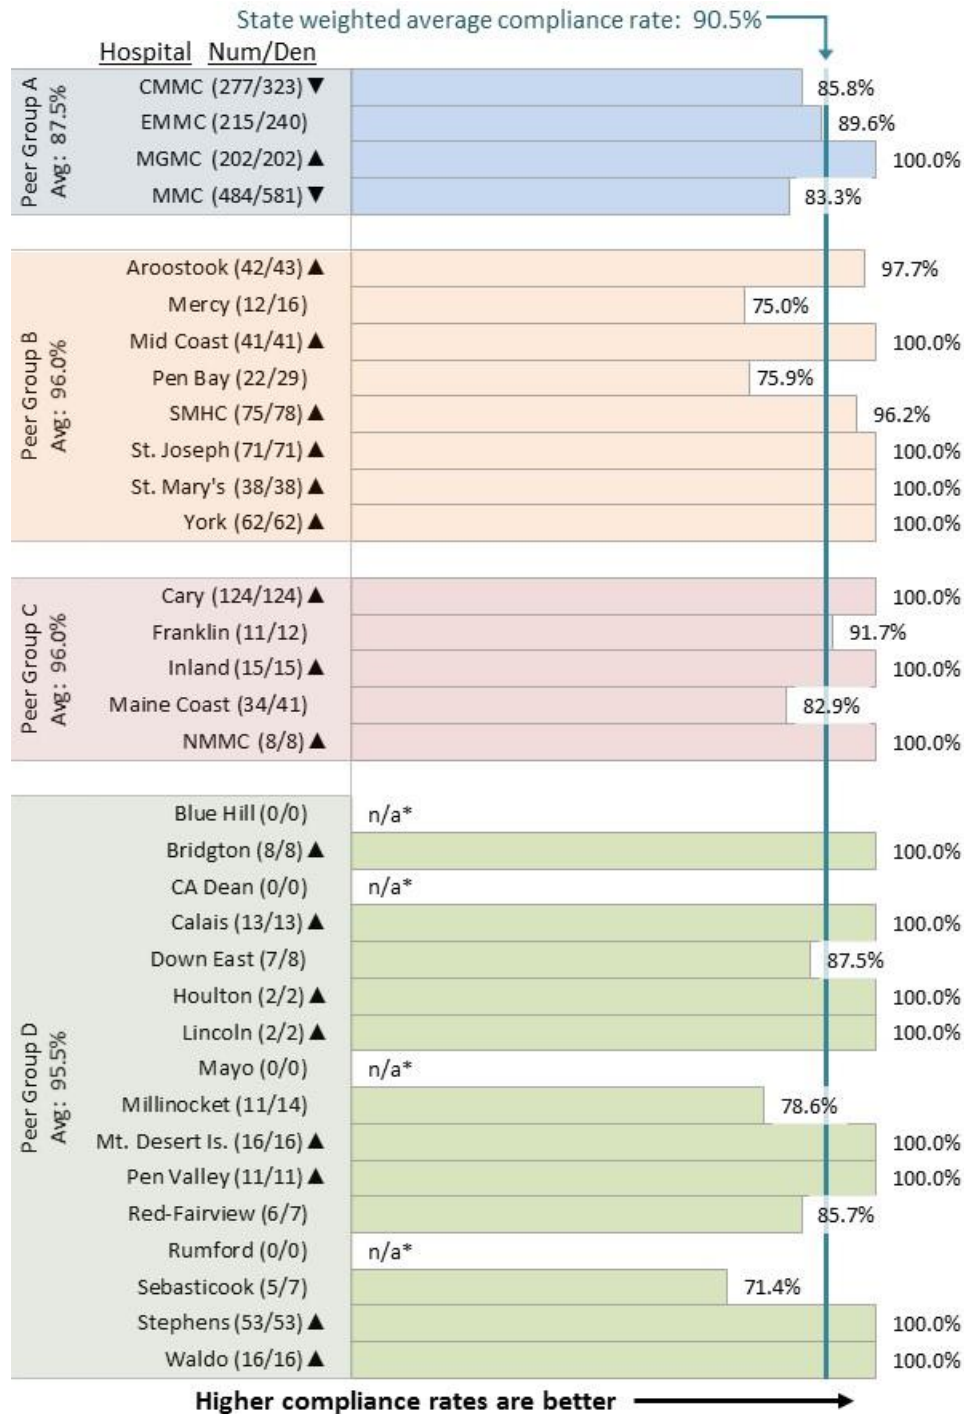 State weighted average compliance rate: 90.5%
Hospital Num/Den
Peer Group A
Avg: 87.5%
CMMC (277/323) ▼ 85.8%
EMMC (215/240) 89.6%
MGMC (202/202) ▲ 100.0%
MMC (484/581) ▼ 83.3%
Peer Group B
Avg: 96.0%
Aroostook (42/43) ▲ 97.7%
Mercy (12/16) 75.0%
Mid Coast (41/41) ▲ 100.0%
Pen Bay (22/29) 75.9%
SMHC (75/78) ▲ 96.2%
St. Joseph (71/71) ▲ 100.0%
St. Mary's (38/38) ▲ 100.0%
York (62/62) ▲ 100.0%
Peer Group C
Avg: 96.0%
Cary (124/124) ▲ 100.0%
Franklin (11/12) 91.7%
Inland (15/15) ▲ 100.0%
Maine Coast (34/41) 82.9%
NMMC (8/8) ▲ 100.0%
Peer Group D
Avg: 95.5%
Blue Hill (0/0) n/a*
Bridgton (8/8) ▲ 100.0%
CA Dean (0/0) n/a*
Calais (13/13) ▲ 100.0%
Down East (7/8) 87.5%
Houlton (2/2) ▲ 100.0%
Lincoln (2/2) ▲ 100.0%
Mayo (0/0) n/a*
Millinocket (11/14) 78.6%
Mt. Desert Is. (16/16) ▲ 100.0%
Pen Valley (11/11) ▲ 100.0%
Red-Fairview (6/7) 85.7%
Rumford (0/0) n/a*
Sebasticook (5/7) 71.4%
Stephens (53/53) ▲ 100.0%
Waldo (16/16) ▲ 100.0%
Higher compliance rates are better